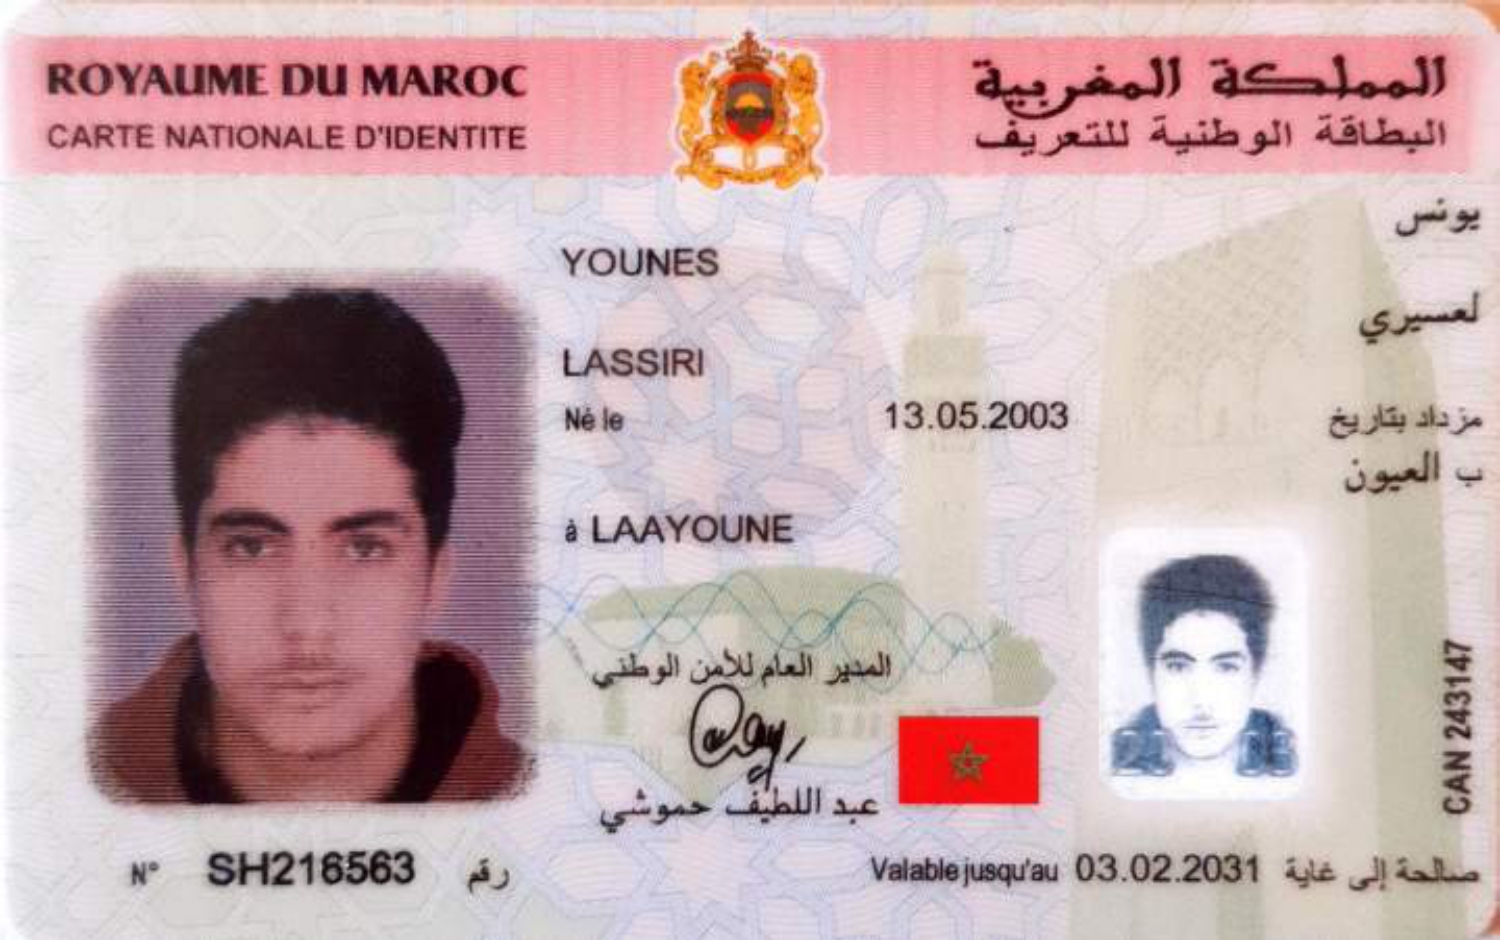 ROYAUME DU MAROC
المملكة المغربية
CARTE NATIONALE D'IDENTITE
البطاقة الوطنية للتعريف
يونس
YOUNES
لعسيري
LASSIRI
Né le 13.05.2003 مزداد بتاريخ
ب العيون
à LAAYOUNE
المدير العام للأمن الوطني
عبد اللطيف حموشي
CAN 243147
N° SH216563 رقم
Valable jusqu'au 03.02.2031 صالحة إلى غاية